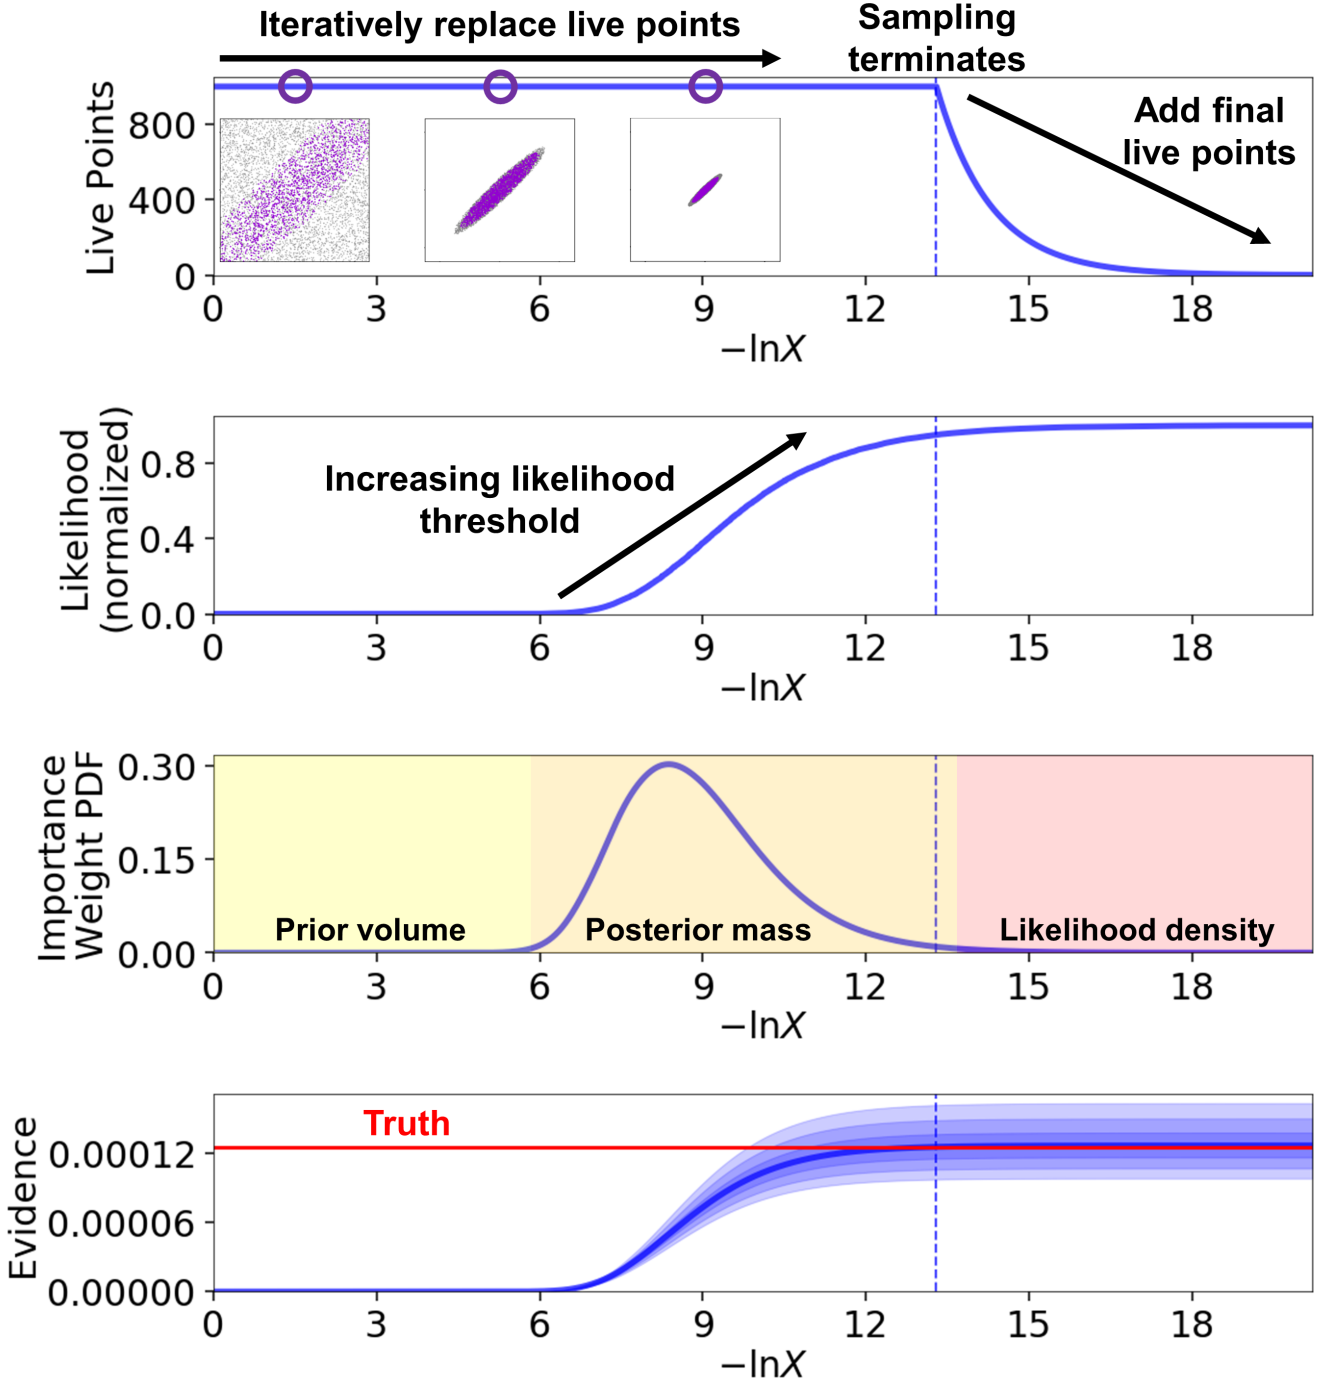 Iteratively replace live points
Sampling
terminates
Add final
live points
Live Points
800
400
0
0 3 6 9 12 15 18
−lnX
Increasing likelihood
threshold
Likelihood
(normalized)
0.8
0.4
0.0
0 3 6 9 12 15 18
−lnX
Importance
Weight PDF
0.30
0.15
0.00
Prior volume
Posterior mass
Likelihood density
0 3 6 9 12 15 18
−lnX
Truth
Evidence
0.00012
0.00006
0.00000
0 3 6 9 12 15 18
−lnX